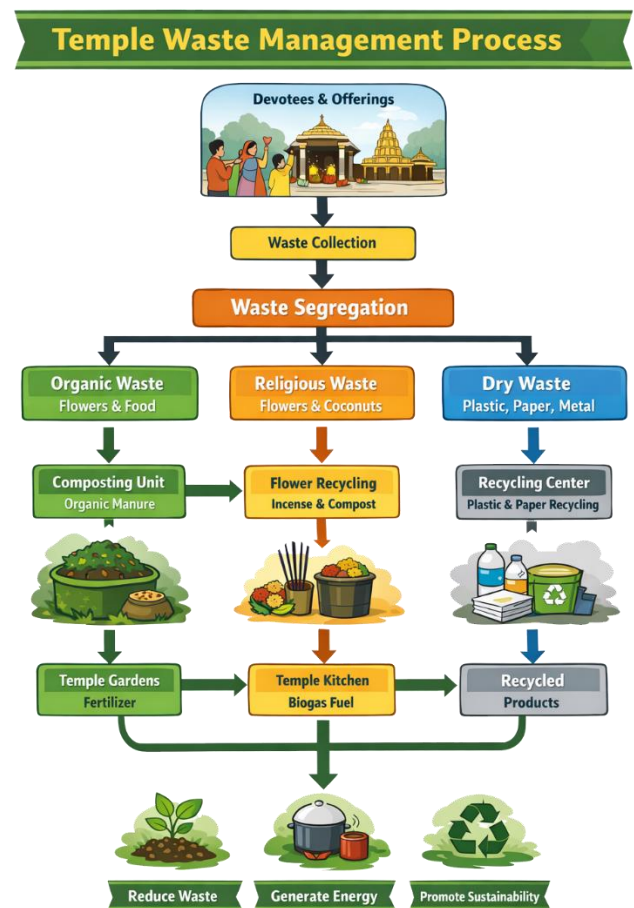 Temple Waste Management Process
Devotees & Offerings
Waste Collection
Waste Segregation
Organic Waste
Flowers & Food
Religious Waste
Flowers & Coconuts
Dry Waste
Plastic, Paper, Metal
Composting Unit
Organic Manure
Flower Recycling
Incense & Compost
Recycling Center
Plastic & Paper Recycling
Temple Gardens
Fertilizer
Temple Kitchen
Biogas Fuel
Recycled
Products
Reduce Waste
Generate Energy
Promote Sustainability